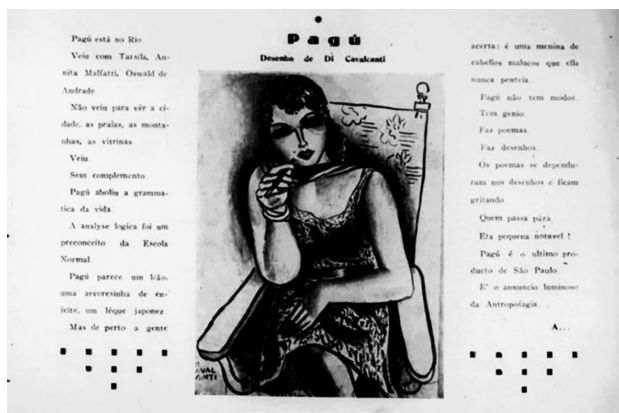 Pagú
Desenho de Di Cavalcanti
Pagú está no Rio
Veiu com Tarsila, An-
nita Malfatti, Oswald de
Andrade
Não veiu para vêr a ci-
dade, as praias, as monta-
nhas, as vitrinas
Veiu
Sem complemento
Pagú aboliu a gramma-
tica da vida.
A analyse logica foi um
preconceito da Escola
Normal
Pagú parece um
uma arvoresinha de en-
feite, um léque japonez
Mas de perto a gente
acerta: é uma menina de
cabellos malucos que ella
nunca penteia
Pagú não tem modos
Tem genio
Faz poemas
Faz desenhos
Os poemas se dependu-
ram nos desenhos e ficam
gritando
Quem passa pára
Eta pequena notavel !
Pagú é o ultimo pro-
ducto de São Paulo
E' o annuncio luminoso
da Antropofagia...
A...
CAVAL
CANTI